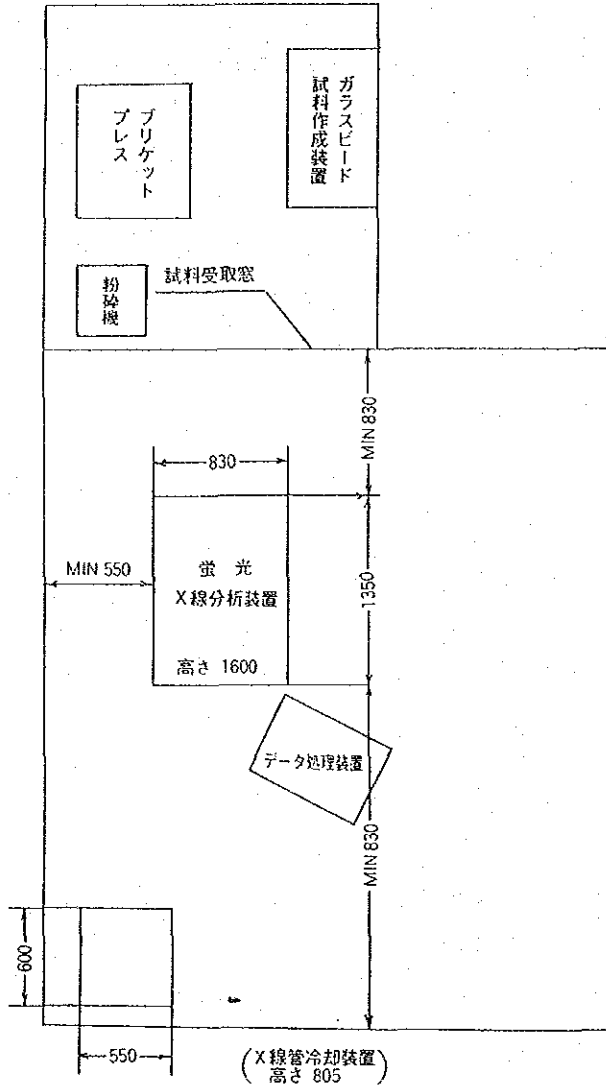 ガラスビード
試料作成装置
ブリケット
プレス
粉砕機
試料受取窓
MIN 830
830
MIN 550
1350
蛍 光
X線分析装置
高さ 1600
データ処理装置
MIN 830
600
550
(X線管冷却装置
高さ 805)